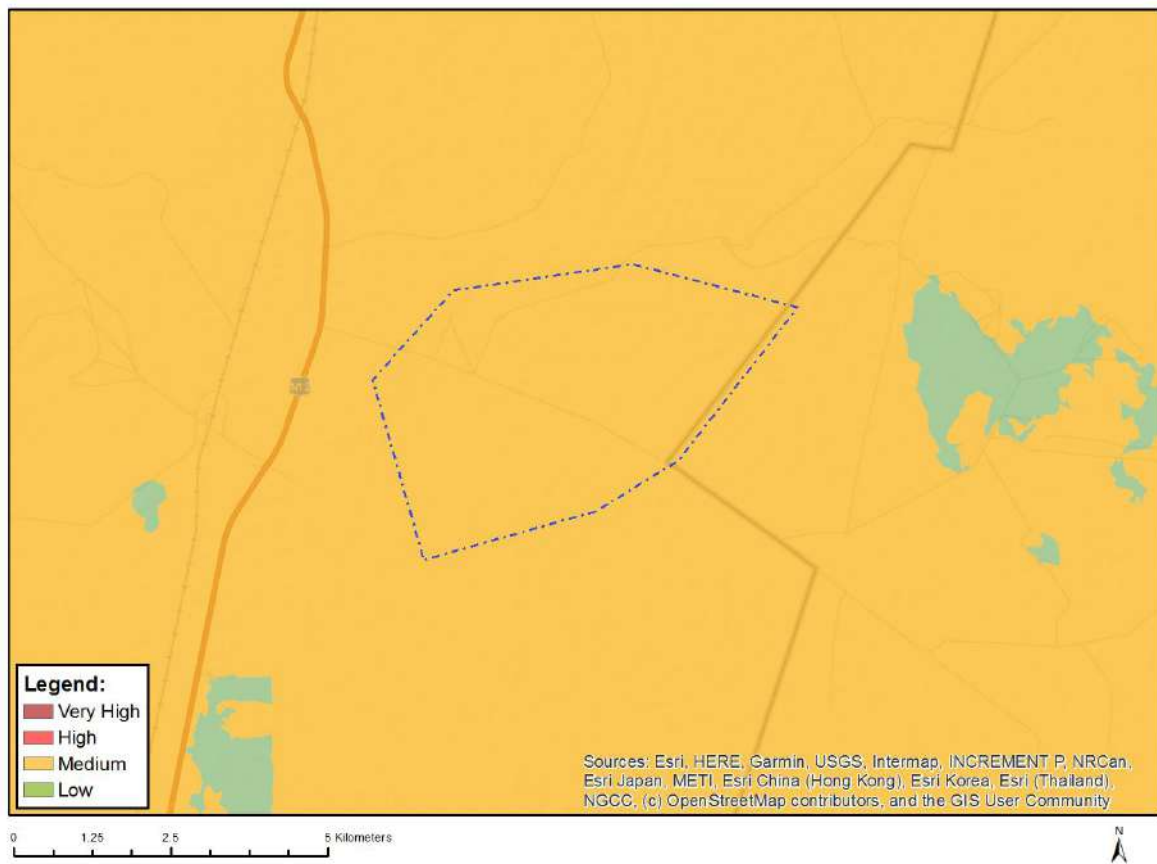 Legend:
Very High
High
Medium
Low
Sources: Esri, HERE, Garmin, USGS, Intermap, INCREMENT P, NRCan,
Esri Japan, METI, Esri China (Hong Kong), Esri Korea, Esri (Thailand),
NGCC, (c) OpenStreetMap contributors, and the GIS User Community
0 1.25 2.5 5 Kilometers
N